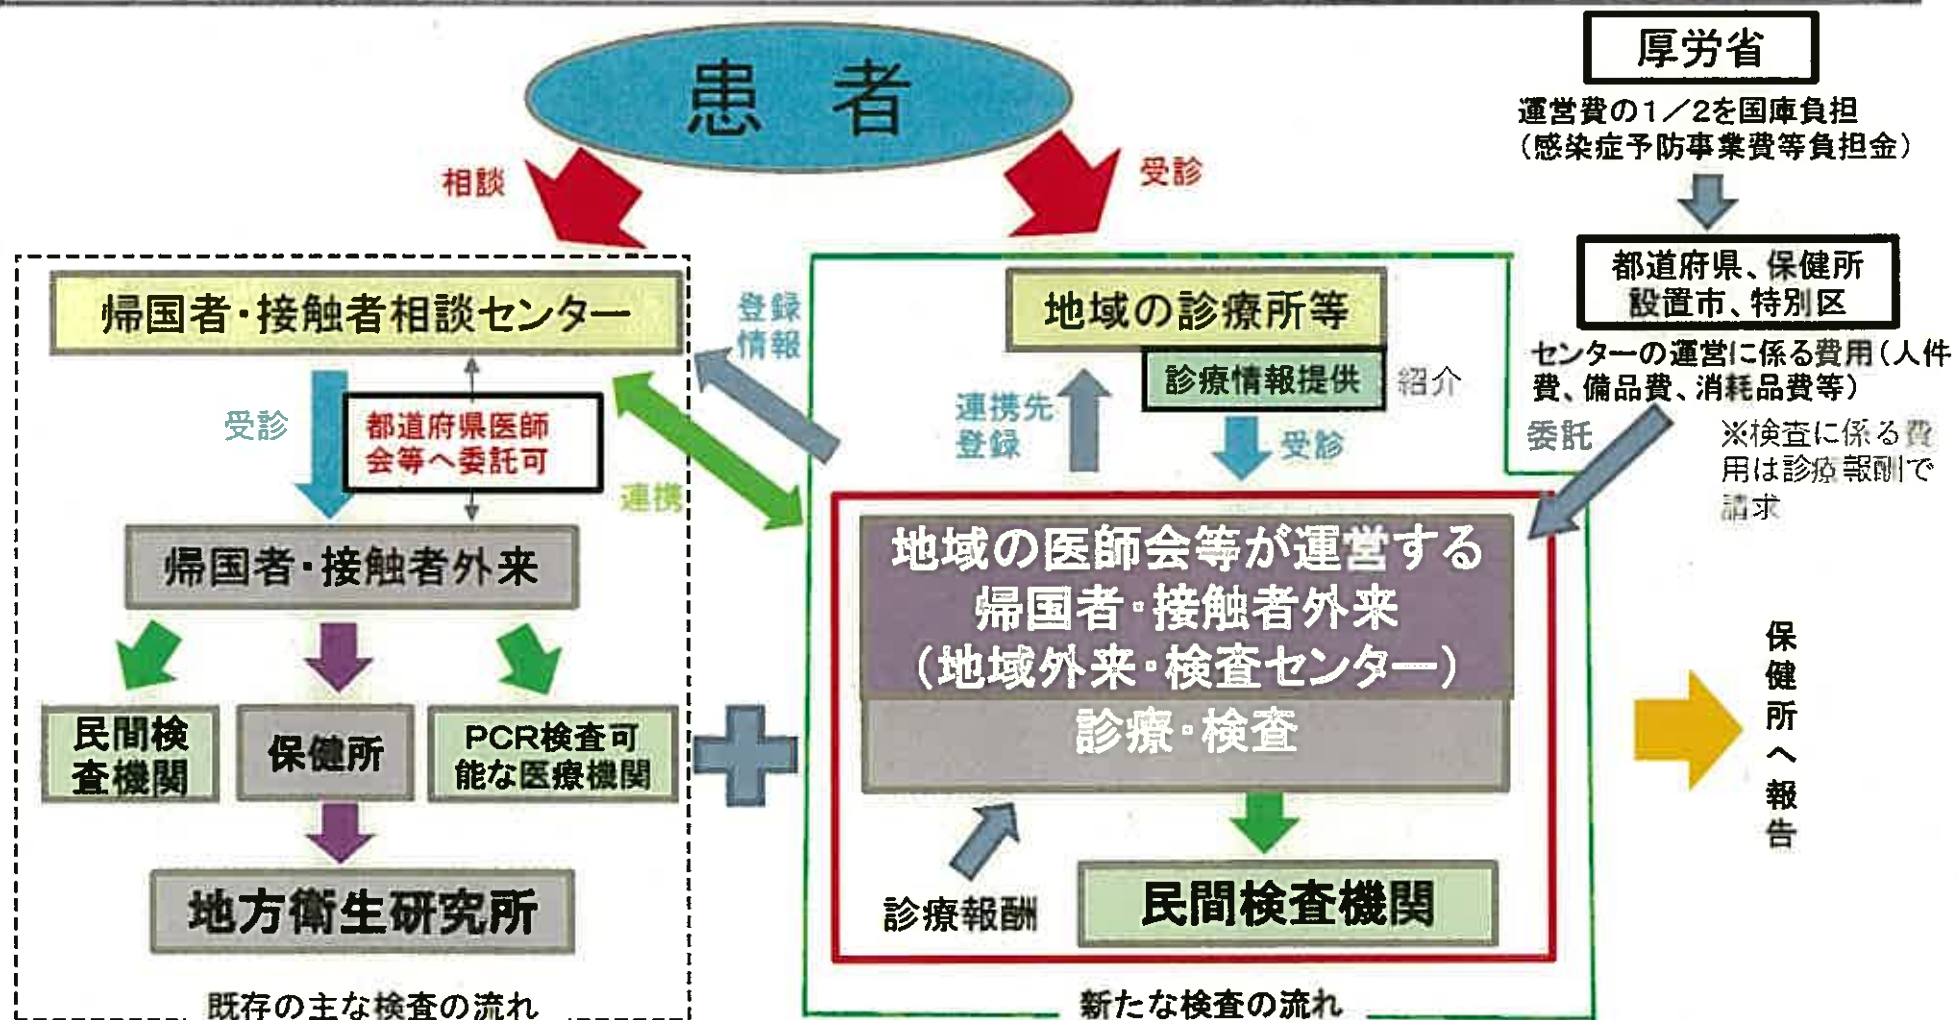 患者
厚労省
運営費の1/2を国庫負担
(感染症予防事業費等負担金)
相談
受診
都道府県、保健所
設置市、特別区
センターの運営に係る費用(人件
費、備品費、消耗品費等)
※検査に係る費
用は診療報酬で
請求
委託
帰国者・接触者相談センター
登録
情報
地域の診療所等
診療情報提供
紹介
受診
都道府県医師
会等へ委託可
連携
連携先
登録
受診
帰国者・接触者外来
地域の医師会等が運営する
帰国者・接触者外来
(地域外来・検査センター)
診療・検査
民間検
査機関
保健所
PCR検査可
能な医療機関
保健所へ報告
地方衛生研究所
診療報酬
民間検査機関
既存の主な検査の流れ
新たな検査の流れ